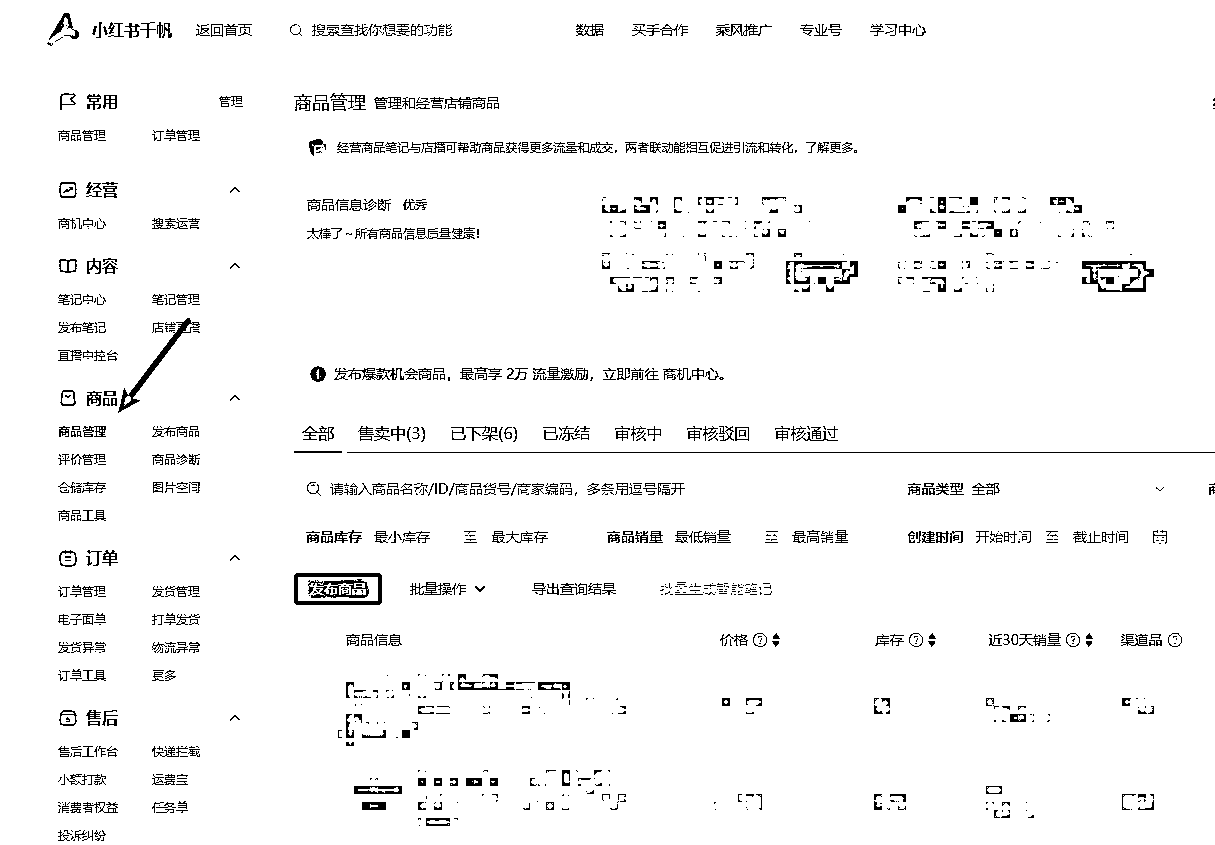 小红书千帆 返回首页 搜索查找你想要的功能 数据 买手合作 乘风推广 专业号 学习中心
常用 管理
商品管理 订单管理
经营
商机中心 搜索运营
内容
笔记中心 笔记管理
发布笔记 店铺直播
直播中控台
商品
商品管理 发布商品
评价管理 商品诊断
仓储库存 图片空间
商品工具
订单
订单管理 发货管理
电子面单 打单发货
发货异常 物流异常
订单工具 更多
售后
售后工作台 快递拦截
小额打款 运费宝
消费者权益 任务单
投诉纠纷
商品管理 管理和经营店铺商品
经营商品笔记与店播可帮助商品获得更多流量和成交，两者联动能相互促进引流和转化，了解更多。
商品信息诊断 优秀
太棒了~所有商品信息质量健康!
发布爆款机会商品，最高享 2万 流量激励，立即前往 商机中心。
全部 售卖中(3) 已下架(6) 已冻结 审核中 审核驳回 审核通过
请输入商品名称/ID/商品货号/商家编码，多条用逗号隔开 商品类型 全部
商品库存 最小库存 至 最大库存 商品销量 最低销量 至 最高销量 创建时间 开始时间 至 截止时间
发布商品 批量操作 导出查询结果 批量生成智能笔记
商品信息 价格 库存 近30天销量 渠道品